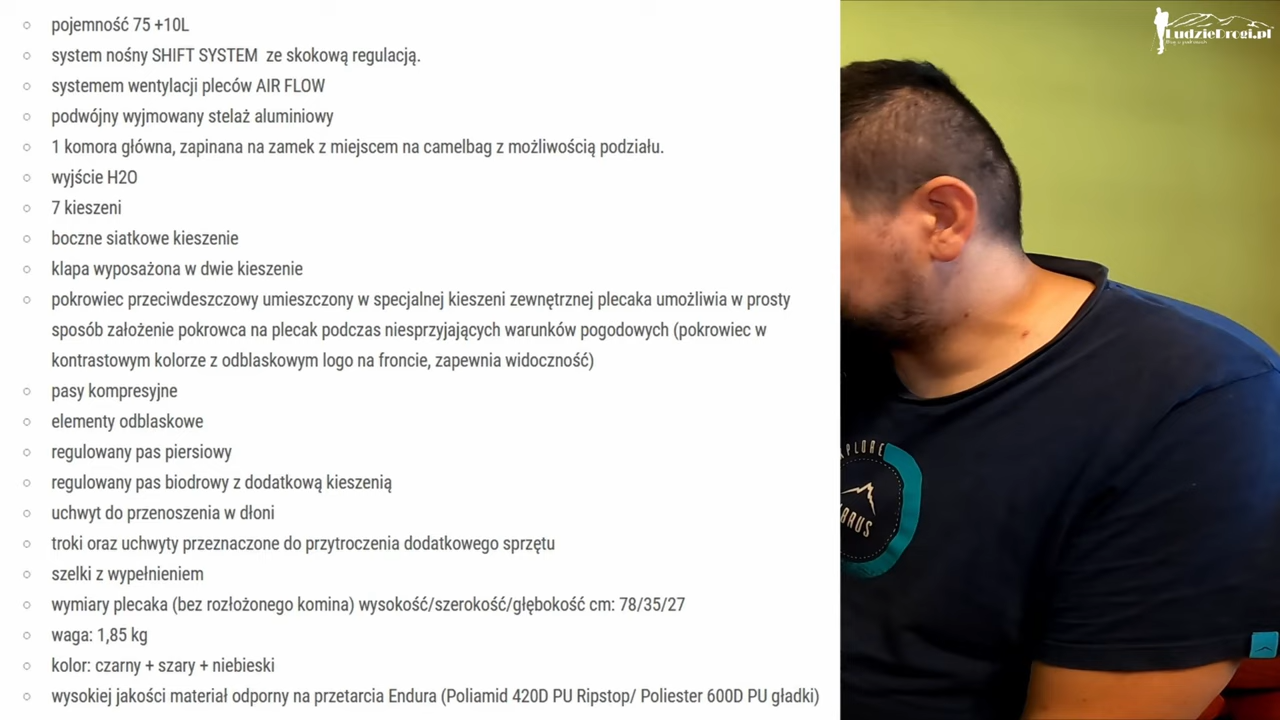 pojemność 75 +10L
system nośny SHIFT SYSTEM ze skokową regulacją.
systemem wentylacji pleców AIR FLOW
podwójny wyjmowany stelaż aluminiowy
1 komora główna, zapinana na zamek z miejscem na camelbag z możliwością podziału.
wyjście H2O
7 kieszeni
boczne siatkowe kieszenie
klapa wyposażona w dwie kieszenie
pokrowiec przeciwdeszczowy umieszczony w specjalnej kieszeni zewnętrznej plecaka umożliwia w prosty
sposób założenie pokrowca na plecak podczas niesprzyjających warunków pogodowych (pokrowiec w
kontrastowym kolorze z odblaskowym logo na froncie, zapewnia widoczność)
pasy kompresyjne
elementy odblaskowe
regulowany pas piersiowy
regulowany pas biodrowy z dodatkową kieszenią
uchwyt do przenoszenia w dłoni
troki oraz uchwyty przeznaczone do przytroczenia dodatkowego sprzętu
szelki z wypełnieniem
wymiary plecaka (bez rozłożonego komina) wysokość/szerokość/głębokość cm: 78/35/27
waga: 1,85 kg
kolor: czarny + szary + niebieski
wysokiej jakości materiał odporny na przetarcia Endura (Poliamid 420D PU Ripstop/ Poliester 600D PU gładki)
LudzieDrogi.pl